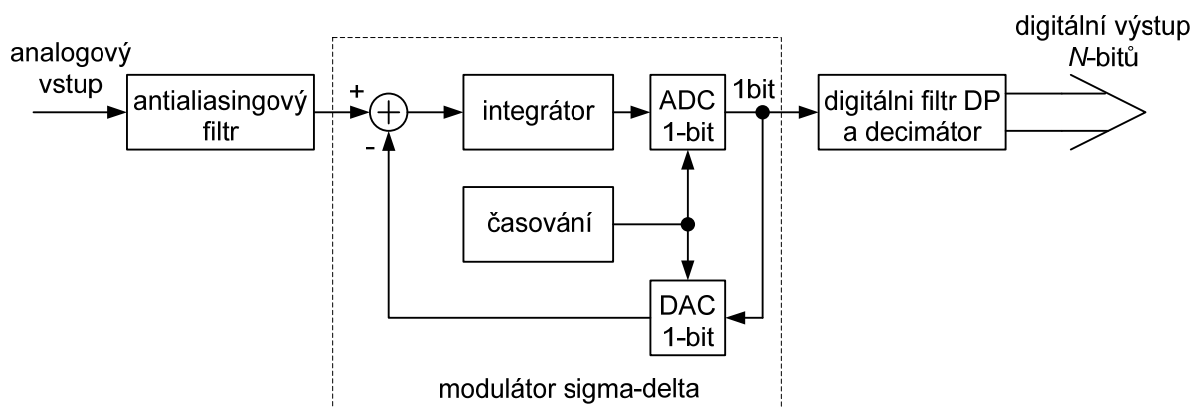 analogový
vstup
antialiasingový
filtr
+
-
+
integrátor
ADC
1-bit
1bit
digitálni filtr DP
a decimátor
digitální výstup
N-bitů
časování
DAC
1-bit
modulátor sigma-delta